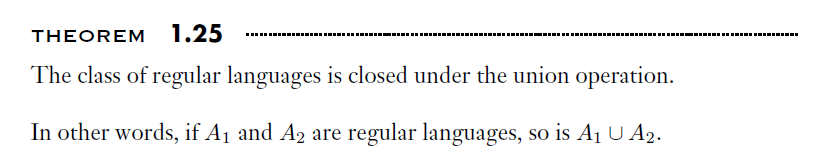 THEOREM 1.25
The class of regular languages is closed under the union operation.
In other words, if A₁ and A₂ are regular languages, so is A₁ ∪ A₂.